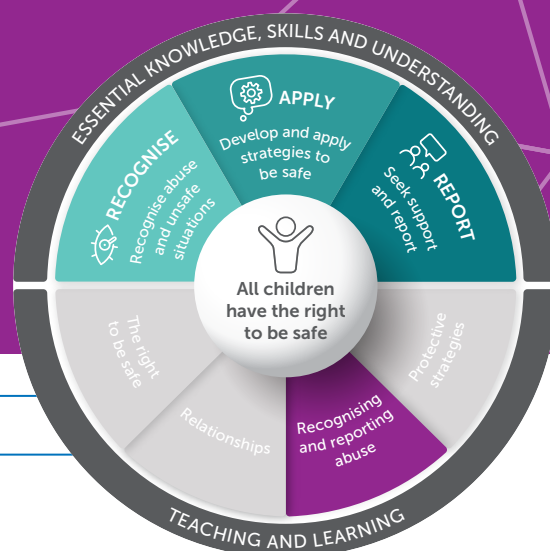 ESSENTIAL KNOWLEDGE, SKILLS AND UNDERSTANDING
RECOGNISE
Recognise abuse
and unsafe
situations
APPLY
Develop and apply
strategies to
be safe
REPORT
Seek support
and report
All children
have the right
to be safe
The right
to be safe
Relationships
Recognising
and reporting
abuse
Protective
strategies
TEACHING AND LEARNING